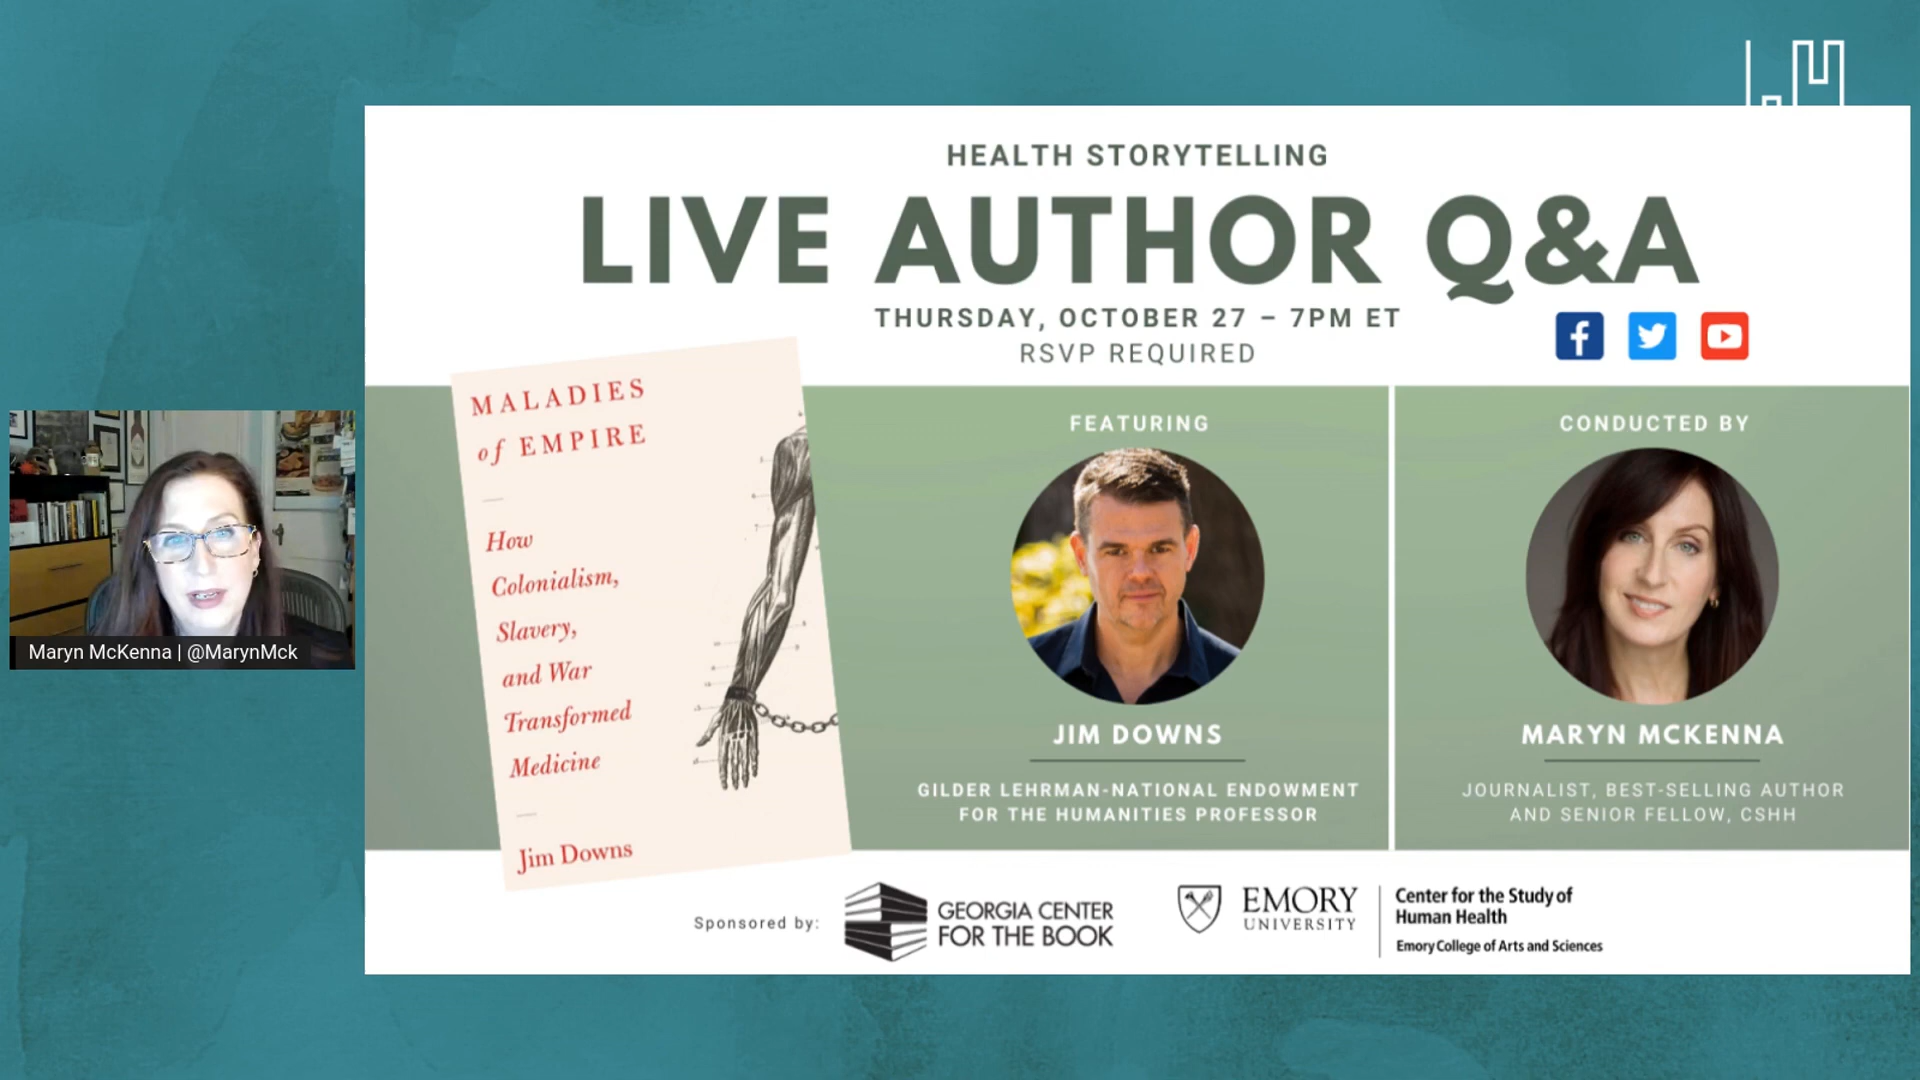 HEALTH STORYTELLING
LIVE AUTHOR Q&A
THURSDAY, OCTOBER 27 – 7PM ET
RSVP REQUIRED
MALADIES
of EMPIRE
How
Colonialism,
Slavery,
and War
Transformed
Medicine
Jim Downs
FEATURING
JIM DOWNS
GILDER LEHRMAN-NATIONAL ENDOWMENT
FOR THE HUMANITIES PROFESSOR
CONDUCTED BY
MARYN MCKENNA
JOURNALIST, BEST-SELLING AUTHOR
AND SENIOR FELLOW, CSHH
Maryn McKenna | @MarynMck
Sponsored by:
GEORGIA CENTER
FOR THE BOOK
EMORY
UNIVERSITY
Center for the Study of
Human Health
Emory College of Arts and Sciences